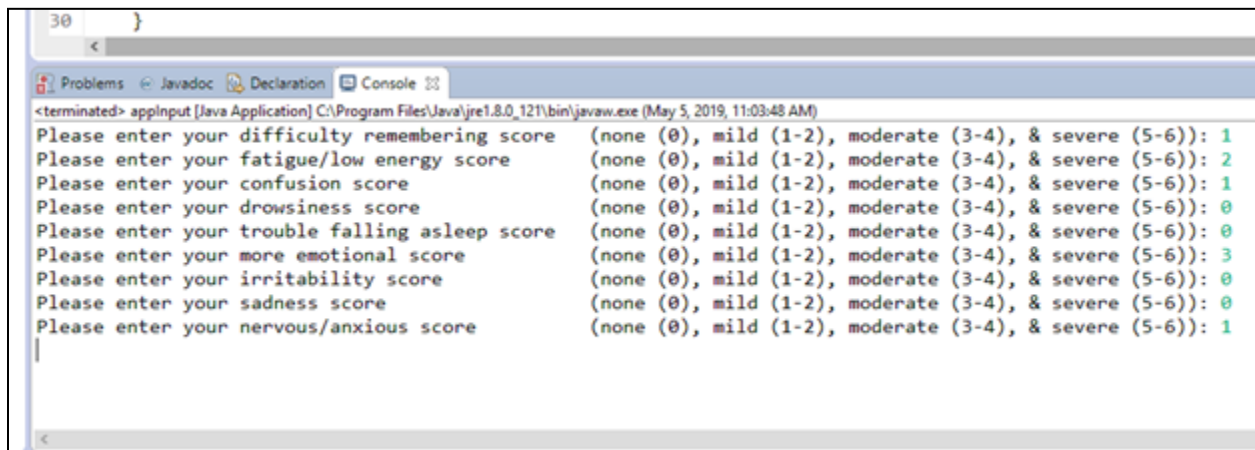 30 }
<
Problems @ Javadoc Declaration Console
<terminated> appInput [Java Application] C:\Program Files\Java\jre1.8.0_121\bin\javaw.exe (May 5, 2019, 11:03:48 AM)
Please enter your difficulty remembering score (none (0), mild (1-2), moderate (3-4), & severe (5-6)): 1
Please enter your fatigue/low energy score (none (0), mild (1-2), moderate (3-4), & severe (5-6)): 2
Please enter your confusion score (none (0), mild (1-2), moderate (3-4), & severe (5-6)): 1
Please enter your drowsiness score (none (0), mild (1-2), moderate (3-4), & severe (5-6)): 0
Please enter your trouble falling asleep score (none (0), mild (1-2), moderate (3-4), & severe (5-6)): 0
Please enter your more emotional score (none (0), mild (1-2), moderate (3-4), & severe (5-6)): 3
Please enter your irritability score (none (0), mild (1-2), moderate (3-4), & severe (5-6)): 0
Please enter your sadness score (none (0), mild (1-2), moderate (3-4), & severe (5-6)): 0
Please enter your nervous/anxious score (none (0), mild (1-2), moderate (3-4), & severe (5-6)): 1
<